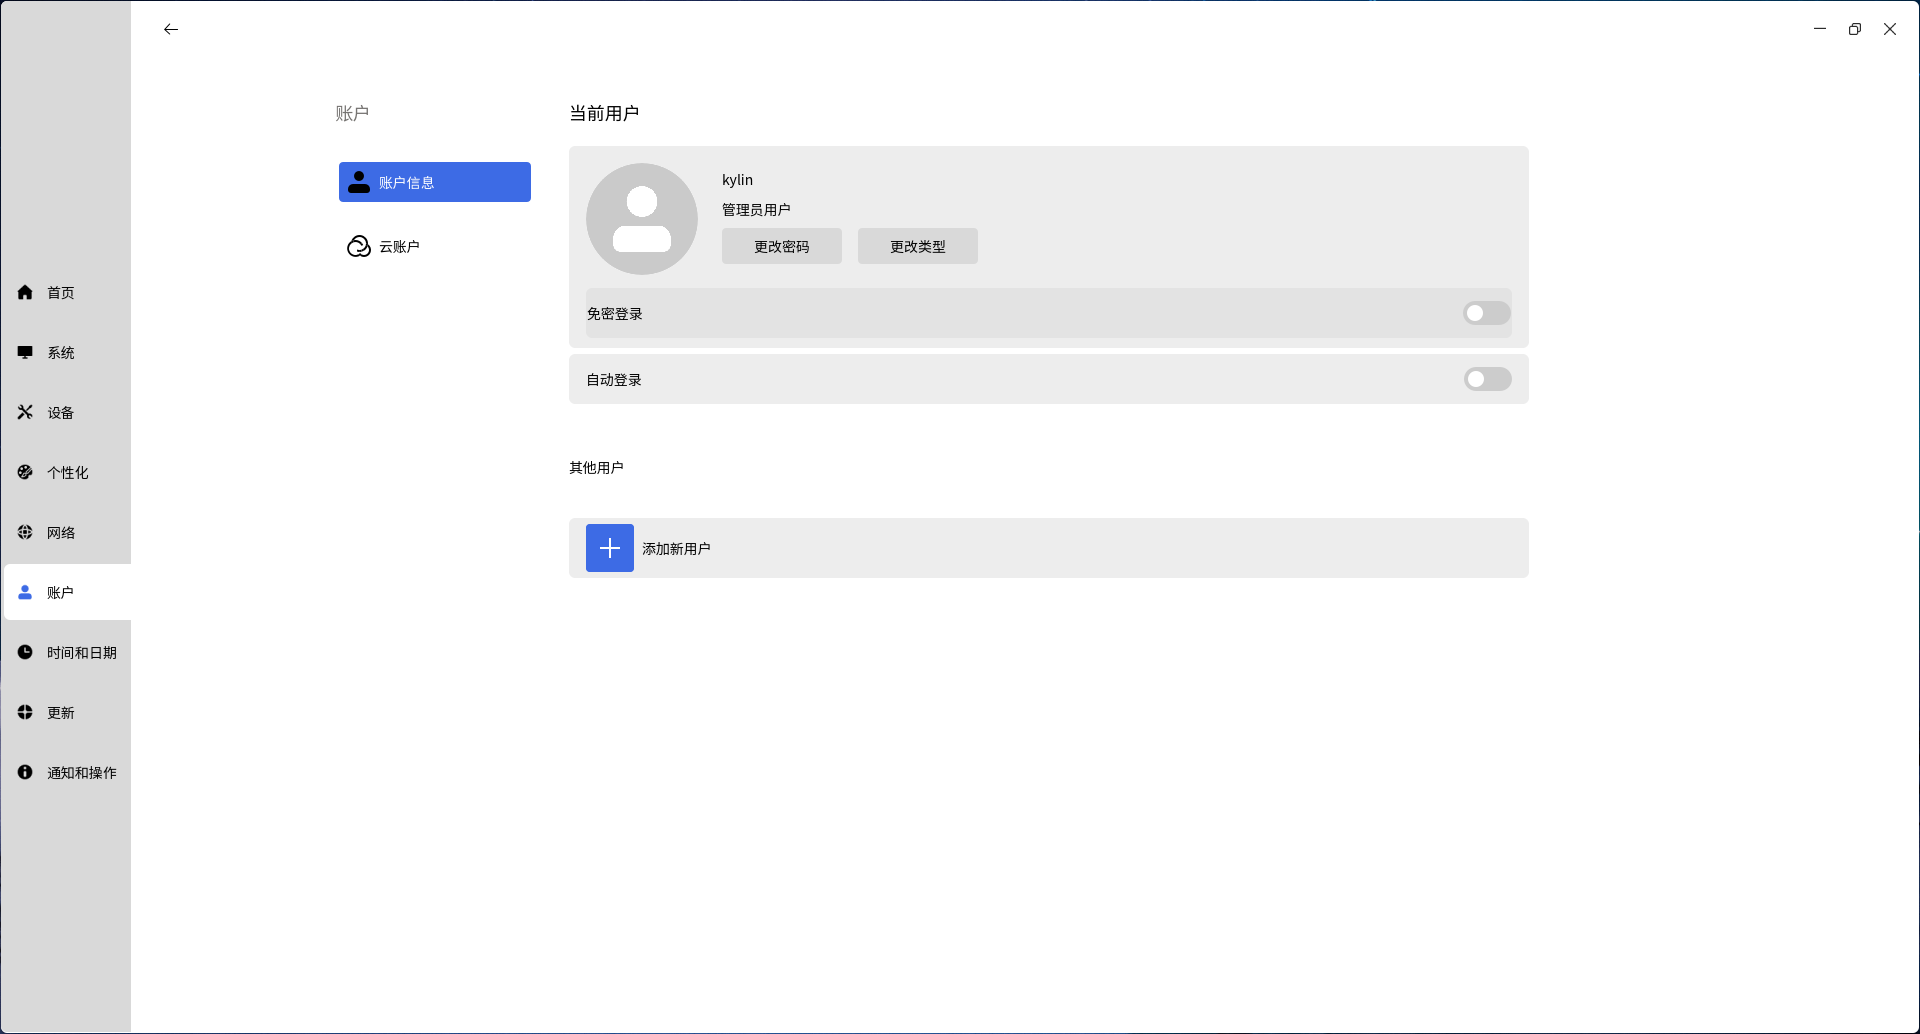 首页
系统
设备
个性化
网络
账户
时间和日期
更新
通知和操作
账户
账户信息
云账户
当前用户
kylin
管理员用户
更改密码
更改类型
免密登录
自动登录
其他用户
添加新用户